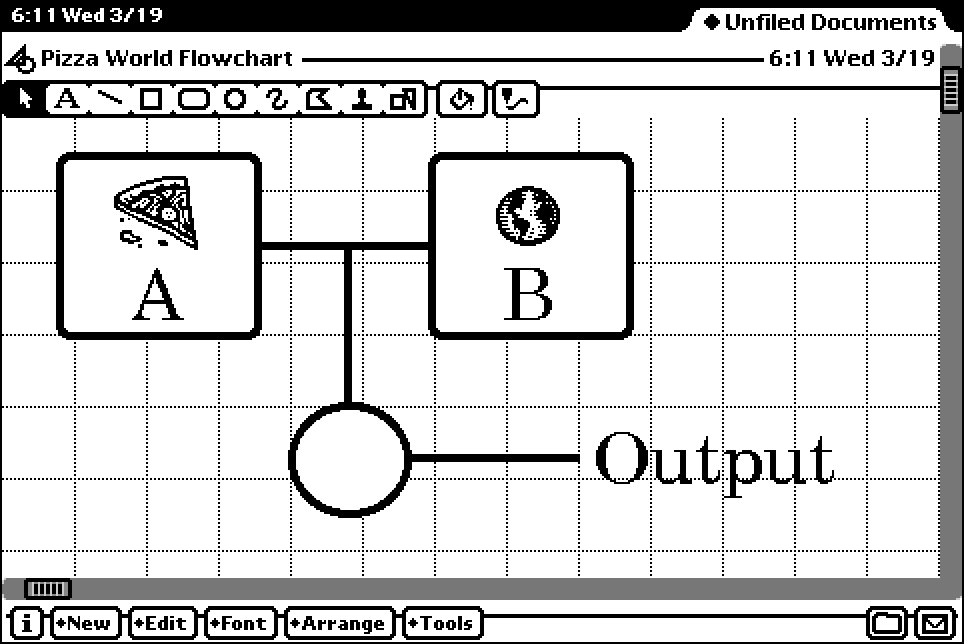 6:11 Wed 3/19
◆Unfiled Documents
Pizza World Flowchart 6:11 Wed 3/19
A
A
B
Output
i ◆New ◆Edit ◆Font ◆Arrange ◆Tools